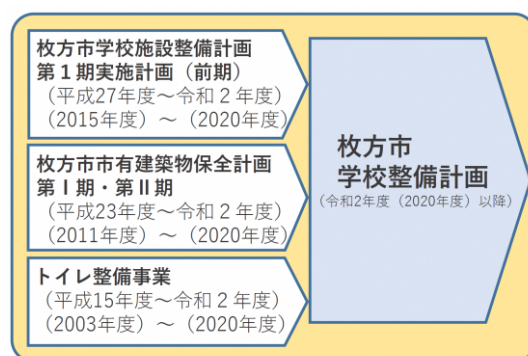 枚方市学校施設整備計画
第１期実施計画（前期）
（平成27年度～令和２年度）
（2015年度）～（2020年度）
枚方市市有建築物保全計画
第Ⅰ期・第Ⅱ期
（平成23年度～令和２年度）
（2011年度）～（2020年度）
トイレ整備事業
（平成15年度～令和２年度）
（2003年度）～（2020年度）
枚方市
学校整備計画
（令和2年度（2020年度）以降）